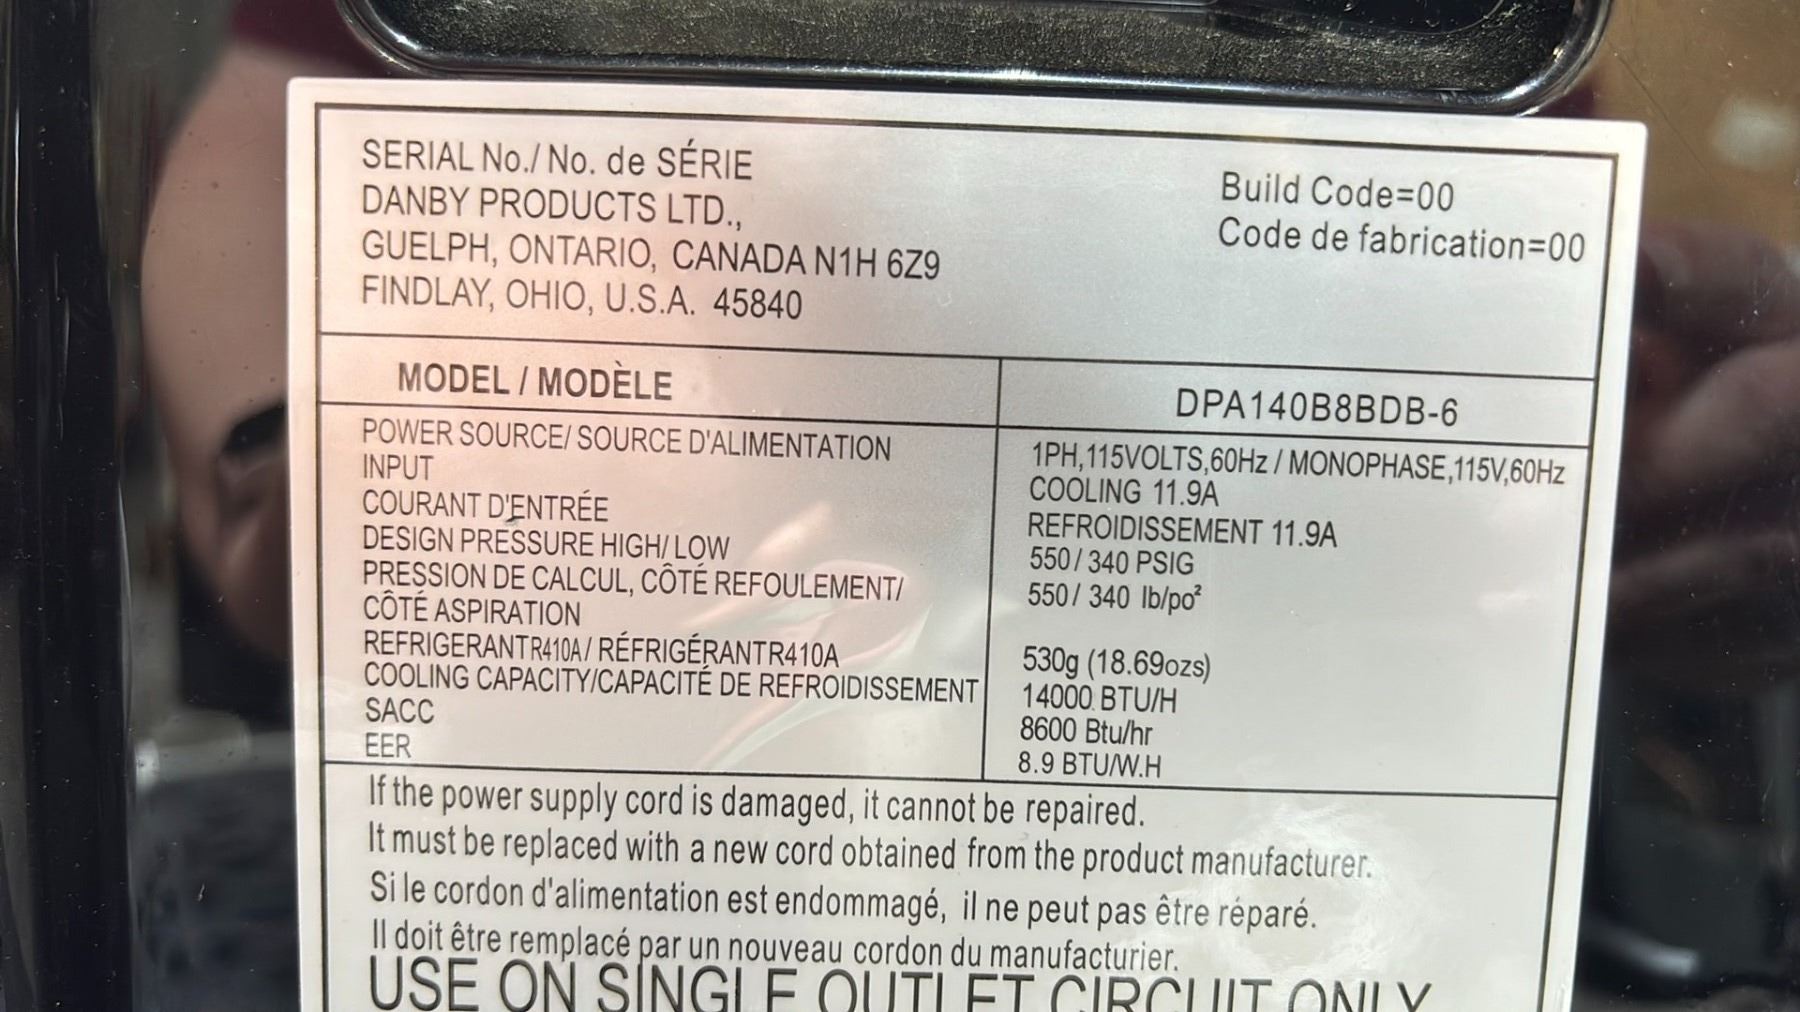 SERIAL No./ No. de SÉRIE
DANBY PRODUCTS LTD.,
GUELPH, ONTARIO, CANADA N1H 6Z9
FINDLAY, OHIO, U.S.A. 45840
Build Code=00
Code de fabrication=00
MODEL / MODÈLE
DPA140B8BDB-6
POWER SOURCE/ SOURCE D'ALIMENTATION
1PH,115VOLTS,60Hz / MONOPHASE,115V,60Hz
INPUT
COOLING 11.9A
COURANT D'ENTRÉE
REFROIDISSEMENT 11.9A
DESIGN PRESSURE HIGH/ LOW
550/ 340 PSIG
PRESSION DE CALCUL, CÔTÉ REFOULEMENT/
550/ 340 lb/po²
CÔTÉ ASPIRATION
REFRIGERANTR410A/ RÉFRIGÉRANTR410A
530g (18.69ozs)
COOLING CAPACITY/CAPACITÉ DE REFROIDISSEMENT
14000 BTU/H
SACC
8600 Btu/hr
EER
8.9 BTU/W.H
If the power supply cord is damaged, it cannot be repaired.
It must be replaced with a new cord obtained from the product manufacturer.
Si le cordon d'alimentation est endommagé, il ne peut pas être réparé.
Il doit être remplacé par un nouveau cordon du manufacturier.
USE ON SINGLE OUTLET CIRCUIT ONLY